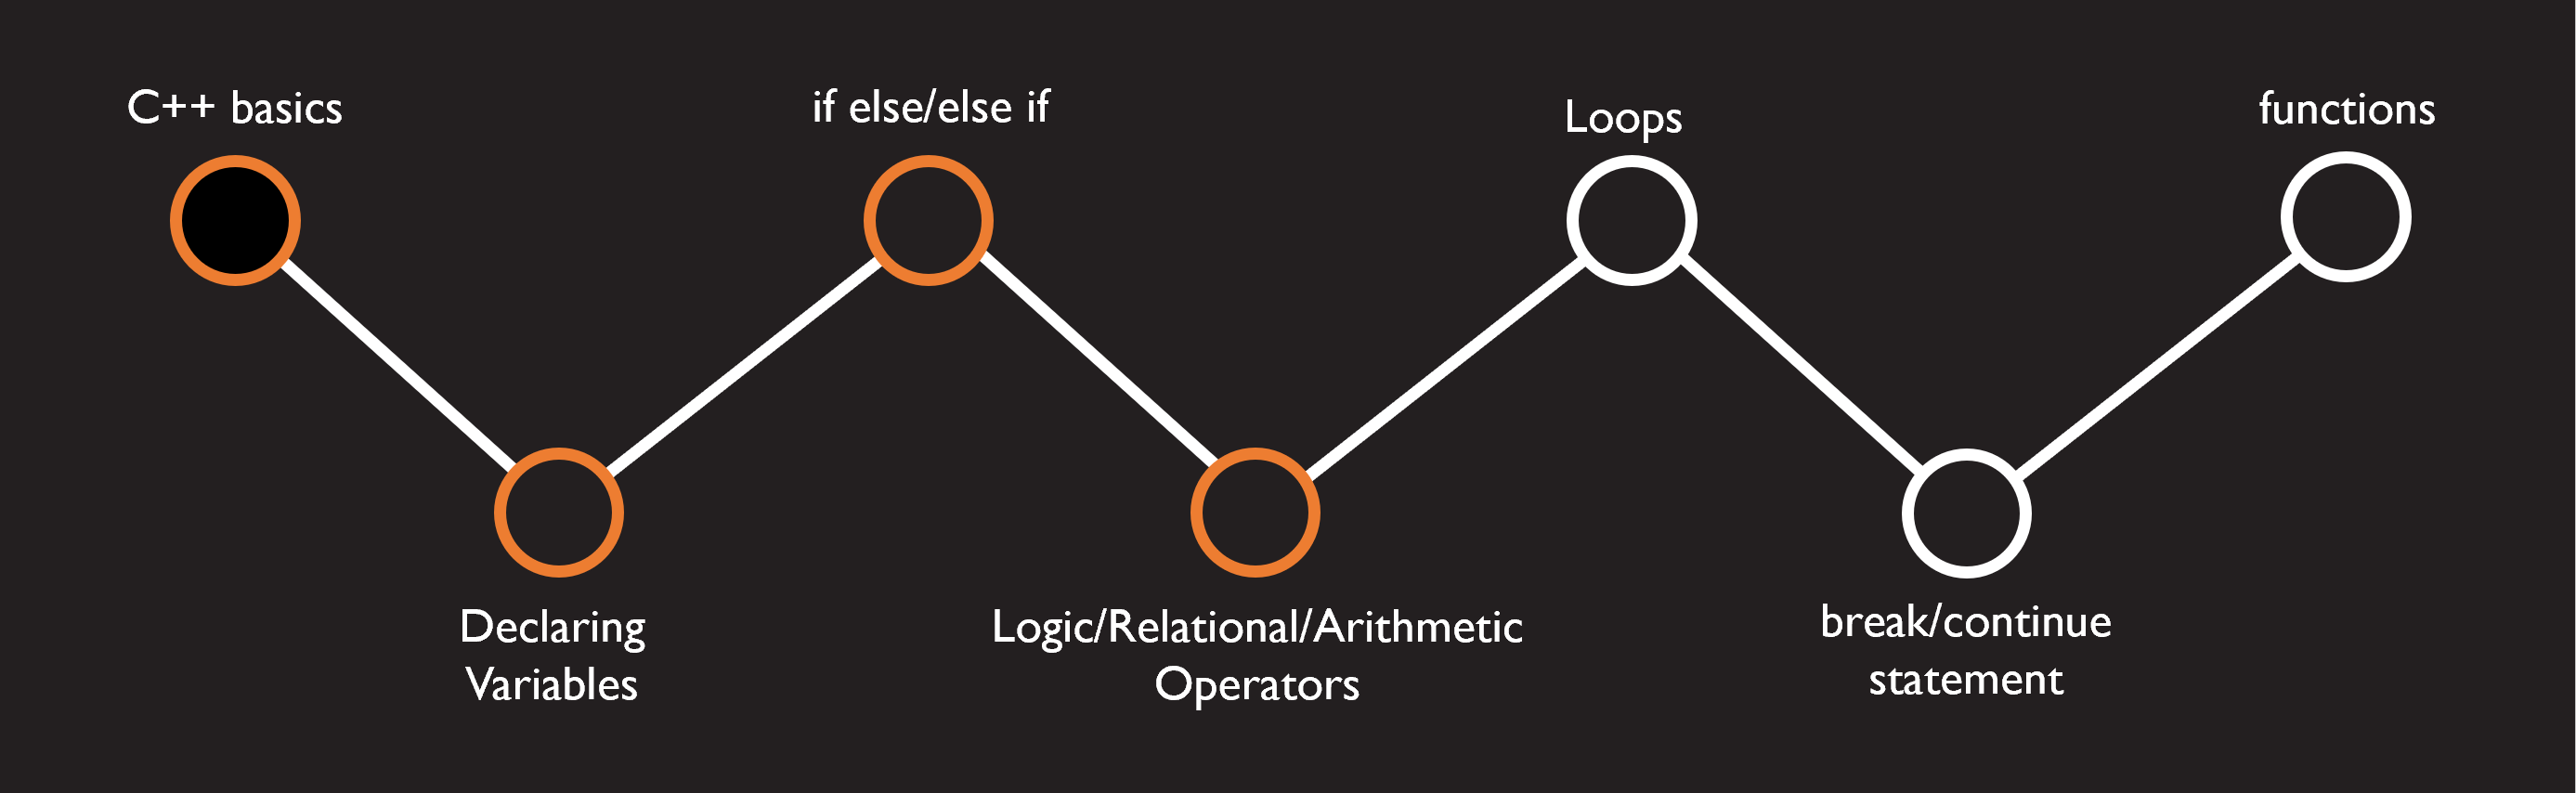 C++ basics
if else/else if
Loops
functions
Declaring
Variables
Logic/Relational/Arithmetic
Operators
break/continue
statement